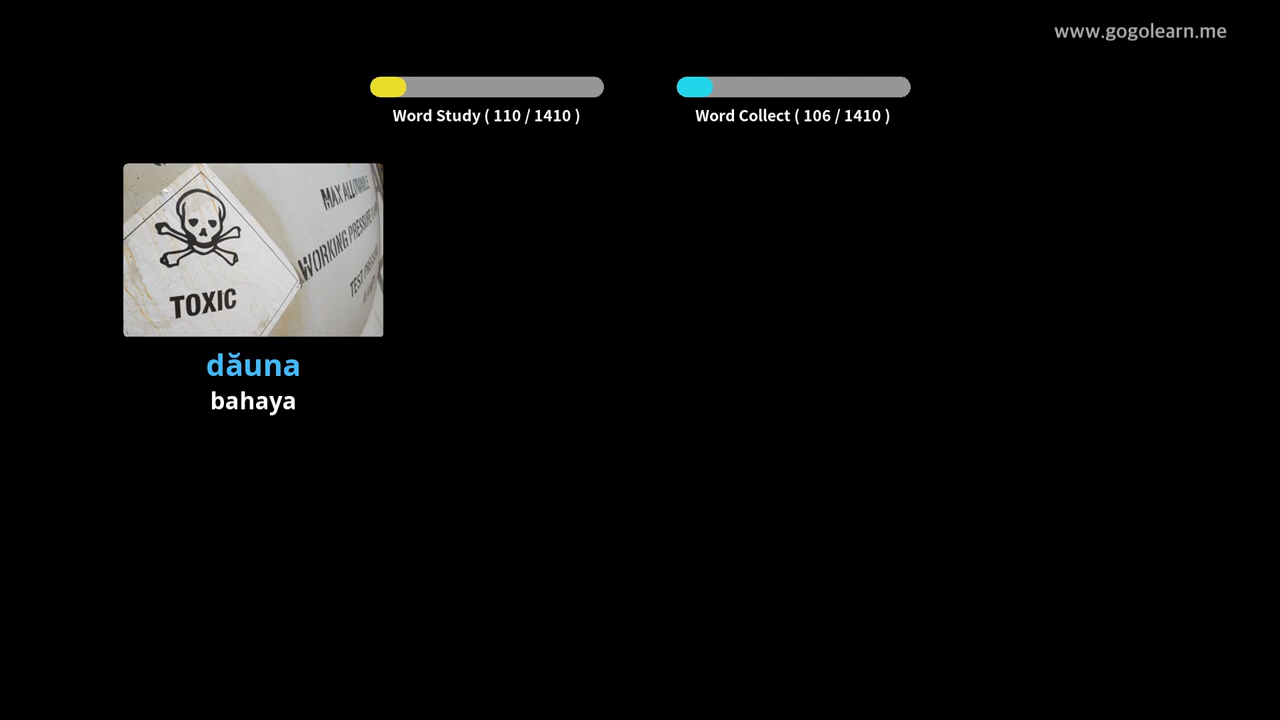 www.gogolearn.me
Word Study ( 110 / 1410 )
Word Collect ( 106 / 1410 )
MAX ALLOWABLE
WORKING PRESSURE
TEST
TOXIC
dăuna
bahaya